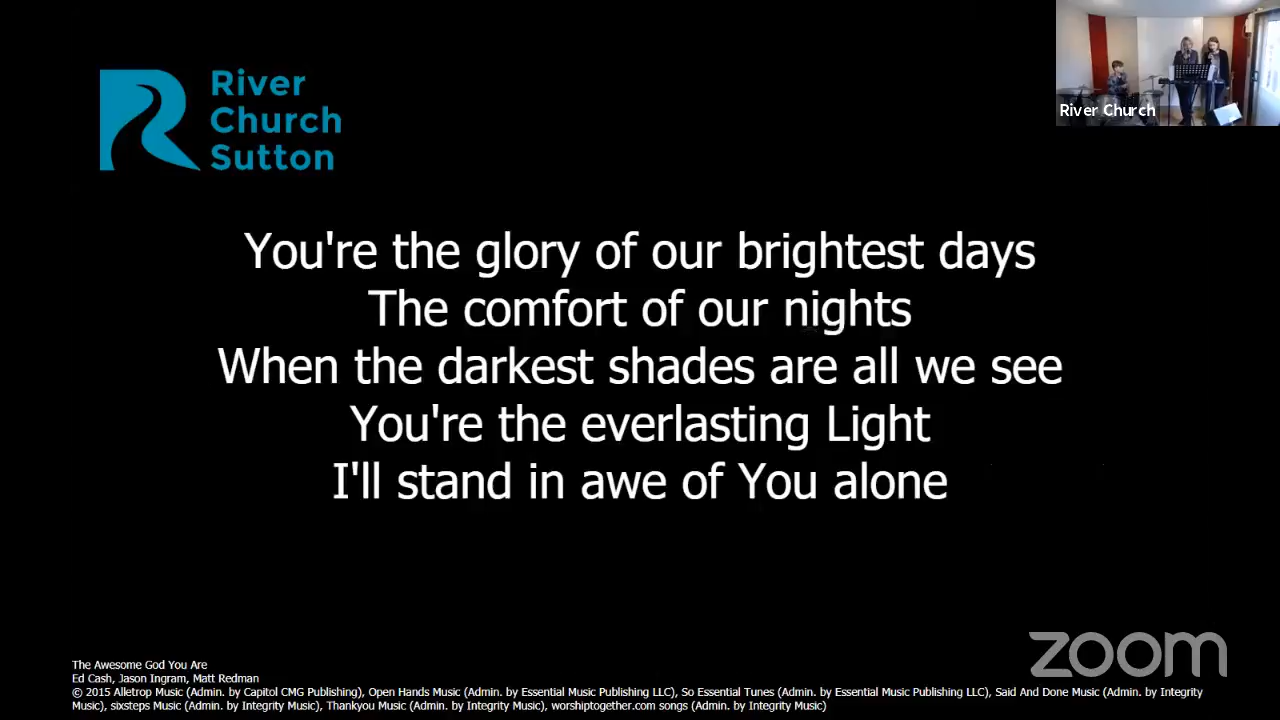 River
Church
Sutton
River Church
You're the glory of our brightest days
The comfort of our nights
When the darkest shades are all we see
You're the everlasting Light
I'll stand in awe of You alone
zoom
The Awesome God You Are
Ed Cash, Jason Ingram, Matt Redman
© 2015 Alletrop Music (Admin. by Capitol CMG Publishing), Open Hands Music (Admin. by Essential Music Publishing LLC), So Essential Tunes (Admin. by Essential Music Publishing LLC), Said And Done Music (Admin. by Integrity
Music), sixsteps Music (Admin. by Integrity Music), Thankyou Music (Admin. by Integrity Music), worshiptogether.com songs (Admin. by Integrity Music)